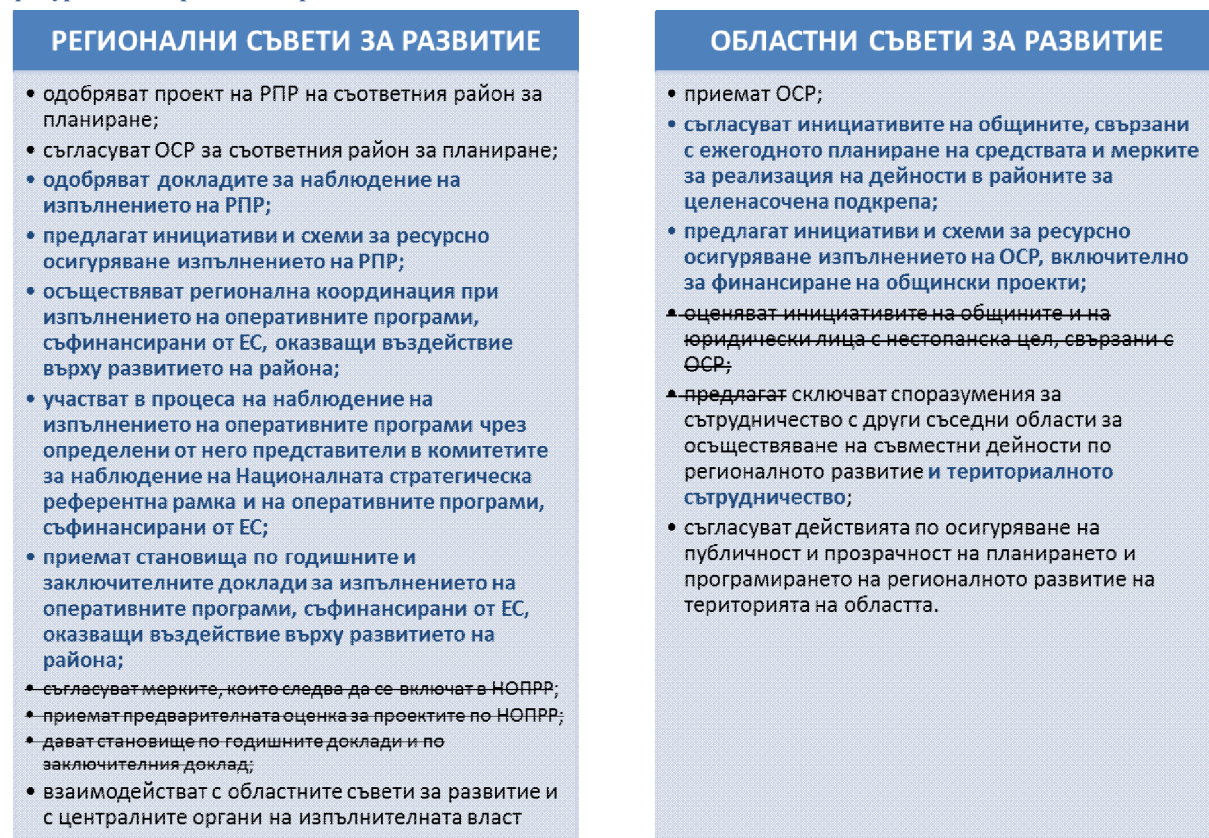 РЕГИОНАЛНИ СЪВЕТИ ЗА РАЗВИТИЕ
• одобряват проект на РПР на съответния район за
планиране;
• съгласуват ОСР за съответния район за планиране;
• одобряват докладите за наблюдение на
изпълнението на РПР;
• предлагат инициативи и схеми за ресурсно
осигуряване изпълнението на РПР;
• осъществяват регионална координация при
изпълнението на оперативните програми,
съфинансирани от ЕС, оказващи въздействие
върху развитието на района;
• участват в процеса на наблюдение на
изпълнението на оперативните програми чрез
определени от него представители в комитетите
за наблюдение на Националната стратегическа
референтна рамка и на оперативните програми,
съфинансирани от ЕС;
• приемат становища по годишните и
заключителните доклади за изпълнението на
оперативните програми, съфинансирани от ЕС,
оказващи въздействие върху развитието на
района;
• съгласуват мерките, които следва да се включат в НОПРР;
• приемат предварителната оценка за проектите по НОПРР;
• дават становище по годишните доклади и по
заключителния доклад;
• взаимодействат с областните съвети за развитие и
с централните органи на изпълнителната власт
ОБЛАСТНИ СЪВЕТИ ЗА РАЗВИТИЕ
• приемат ОСР;
• съгласуват инициативите на общините, свързани
с ежегодното планиране на средствата и мерките
за реализация на дейности в районите за
целенасочена подкрепа;
• предлагат инициативи и схеми за ресурсно
осигуряване изпълнението на ОСР, включително
за финансиране на общински проекти;
• оценяват инициативите на общините и на
юридически лица с нестопанска цел, свързани с
ОСР;
• предлагат сключват споразумения за
сътрудничество с други съседни области за
осъществяване на съвместни дейности по
регионалното развитие и териториалното
сътрудничество;
• съгласуват действията по осигуряване на
публичност и прозрачност на планирането и
програмирането на регионалното развитие на
територията на областта.